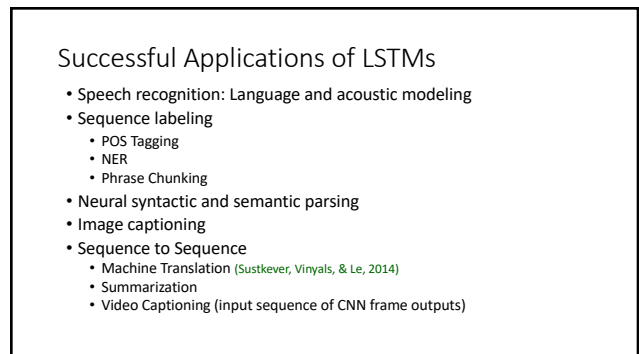 Successful Applications of LSTMs
• Speech recognition: Language and acoustic modeling
• Sequence labeling
• POS Tagging
• NER
• Phrase Chunking
• Neural syntactic and semantic parsing
• Image captioning
• Sequence to Sequence
• Machine Translation (Sustkever, Vinyals, & Le, 2014)
• Summarization
• Video Captioning (input sequence of CNN frame outputs)